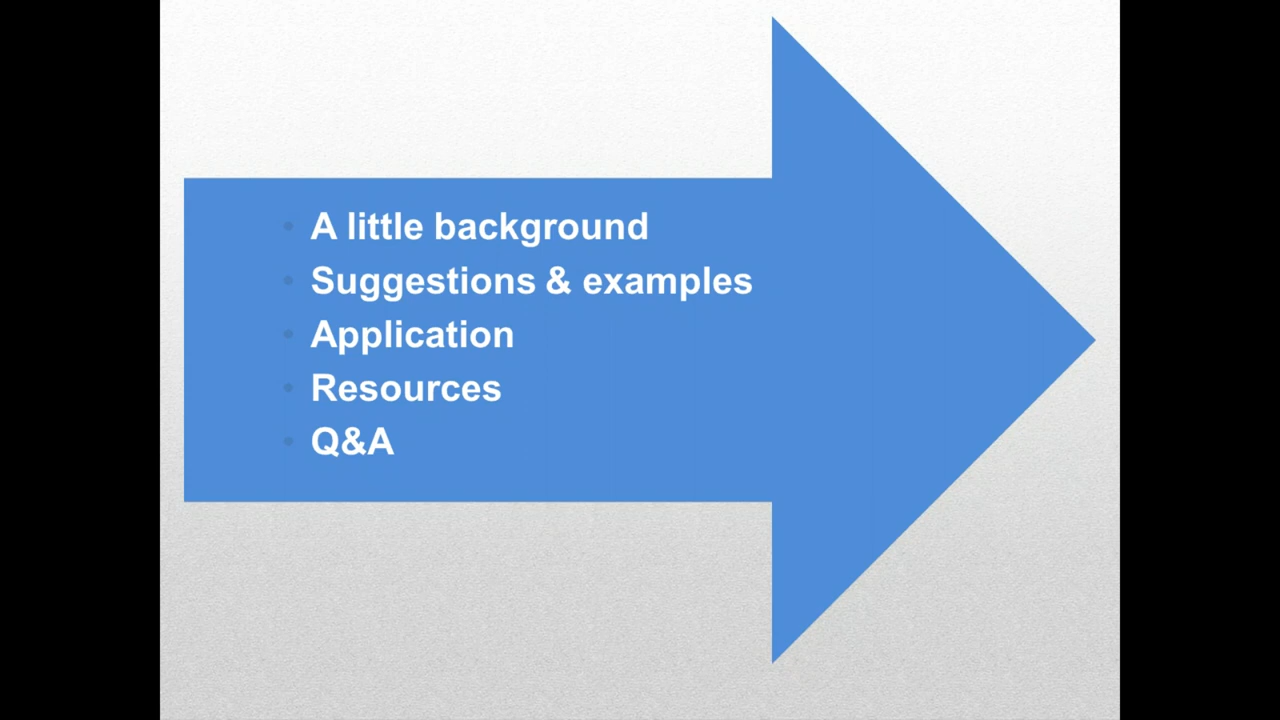 • A little background
• Suggestions & examples
• Application
• Resources
• Q&A